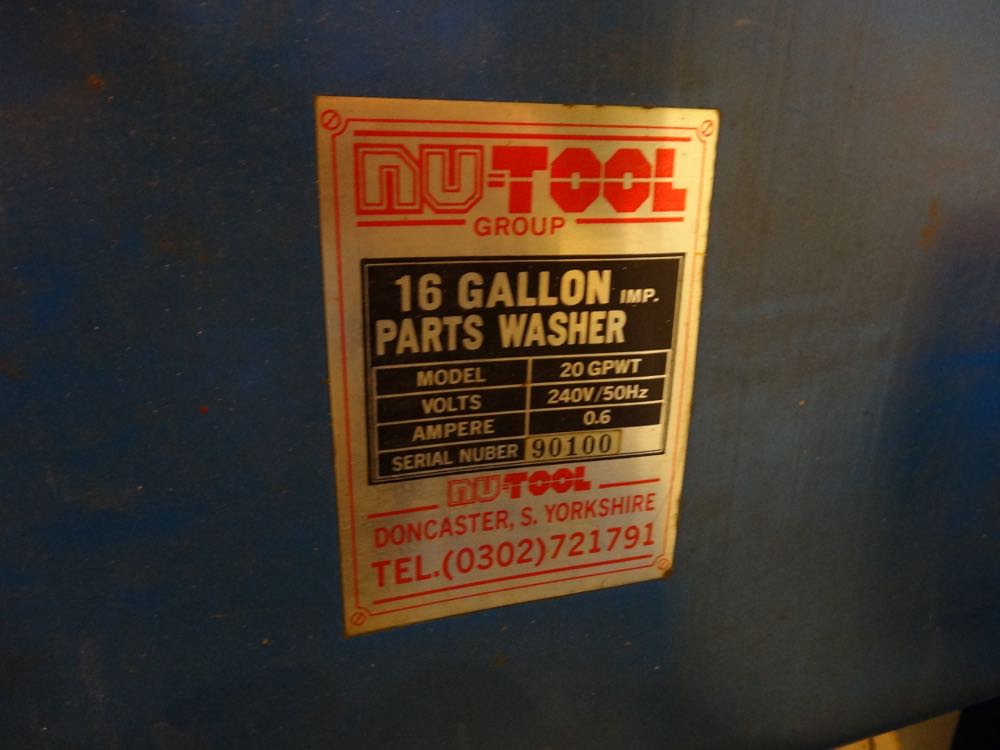 NU-TOOL
GROUP
16 GALLON IMP.
PARTS WASHER
MODEL 20 GPWT
VOLTS 240V/50Hz
AMPERE 0.6
SERIAL NUBER 90100
NU-TOOL
DONCASTER, S. YORKSHIRE
TEL.(0302)721791